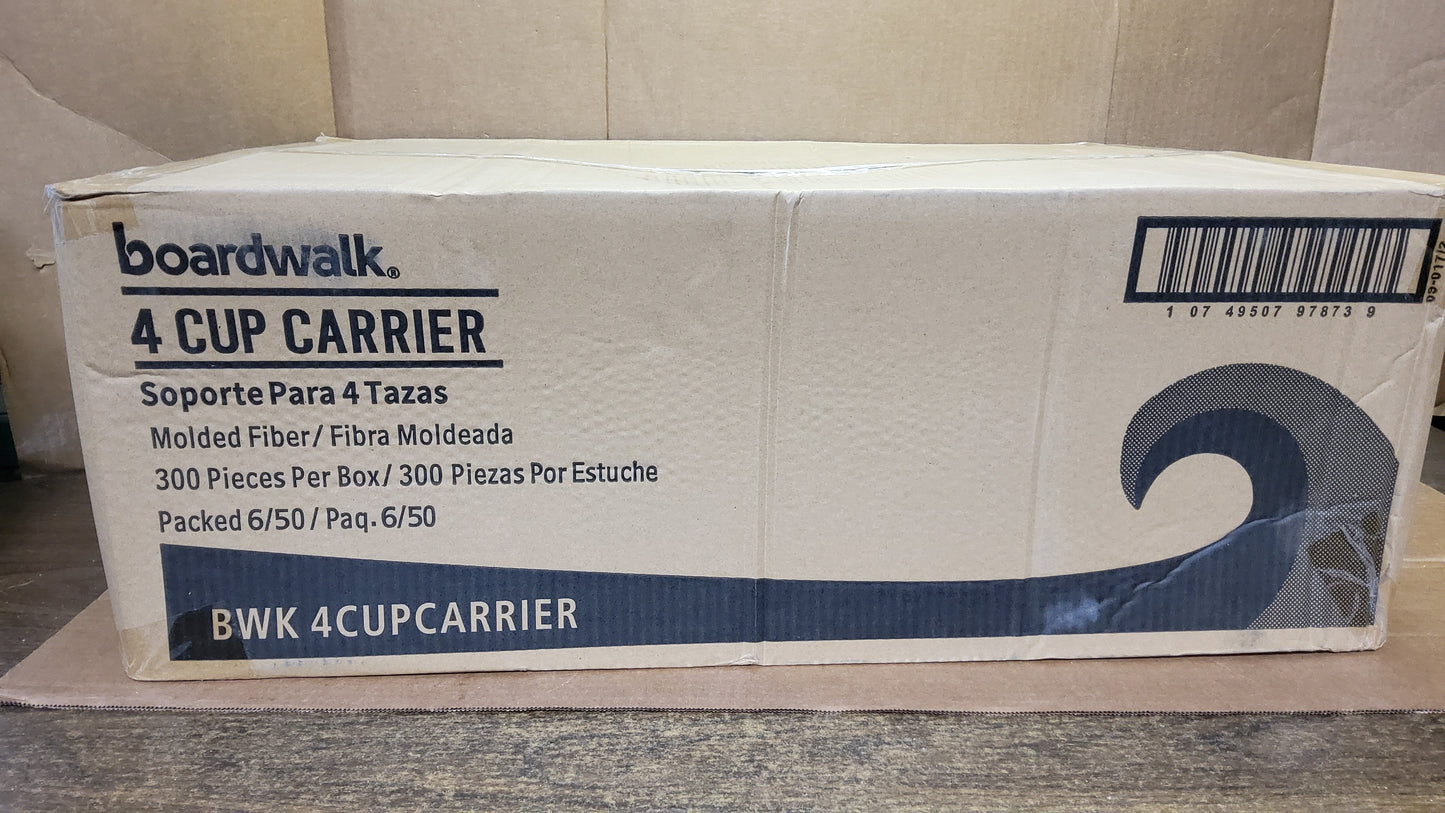 boardwalk®
4 CUP CARRIER
Soporte Para 4 Tazas
Molded Fiber / Fibra Moldeada
300 Pieces Per Box / 300 Piezas Por Estuche
Packed 6/50 / Paq. 6/50
BWK 4CUPCARRIER
1 07 49507 97873 9